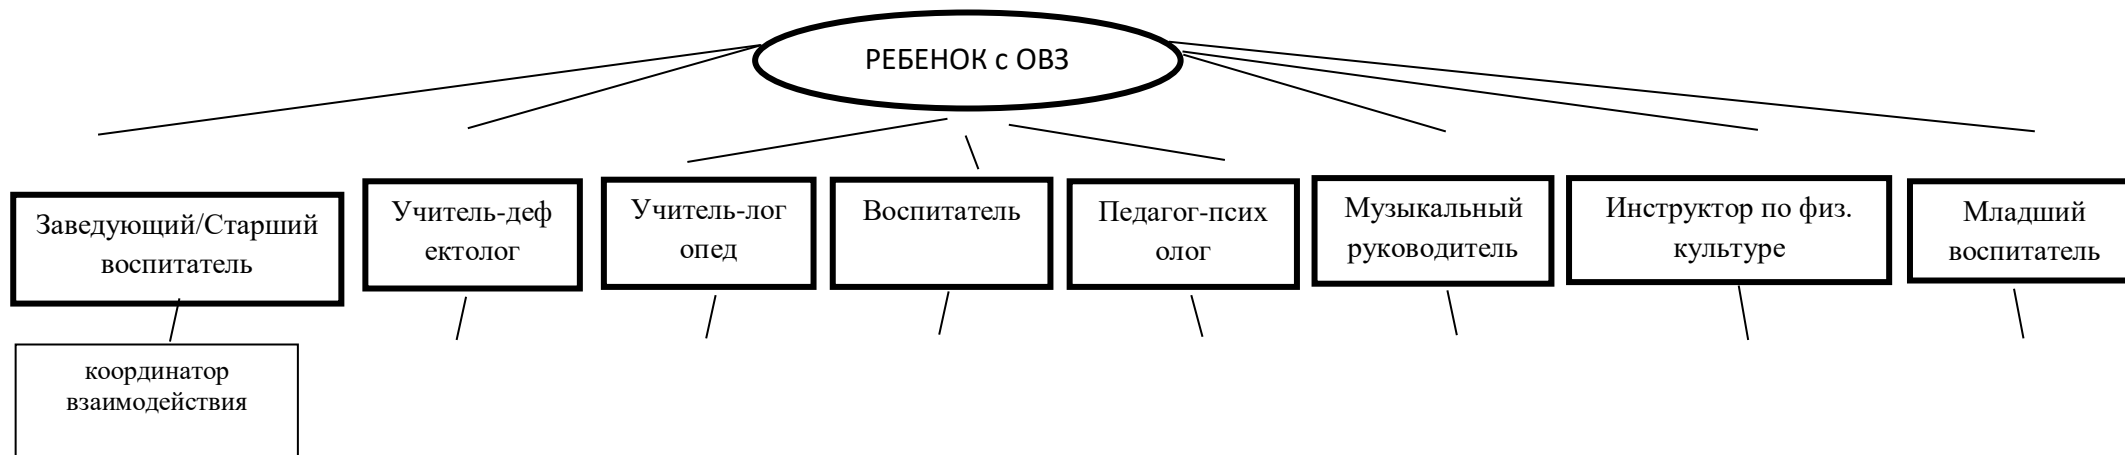 РЕБЕНОК с ОВЗ
Заведующий/Старший
воспитатель
Учитель-деф
ектолог
Учитель-лог
опед
Воспитатель
Педагог-псих
олог
Музыкальный
руководитель
Инструктор по физ.
культуре
Младший
воспитатель
координатор
взаимодействия